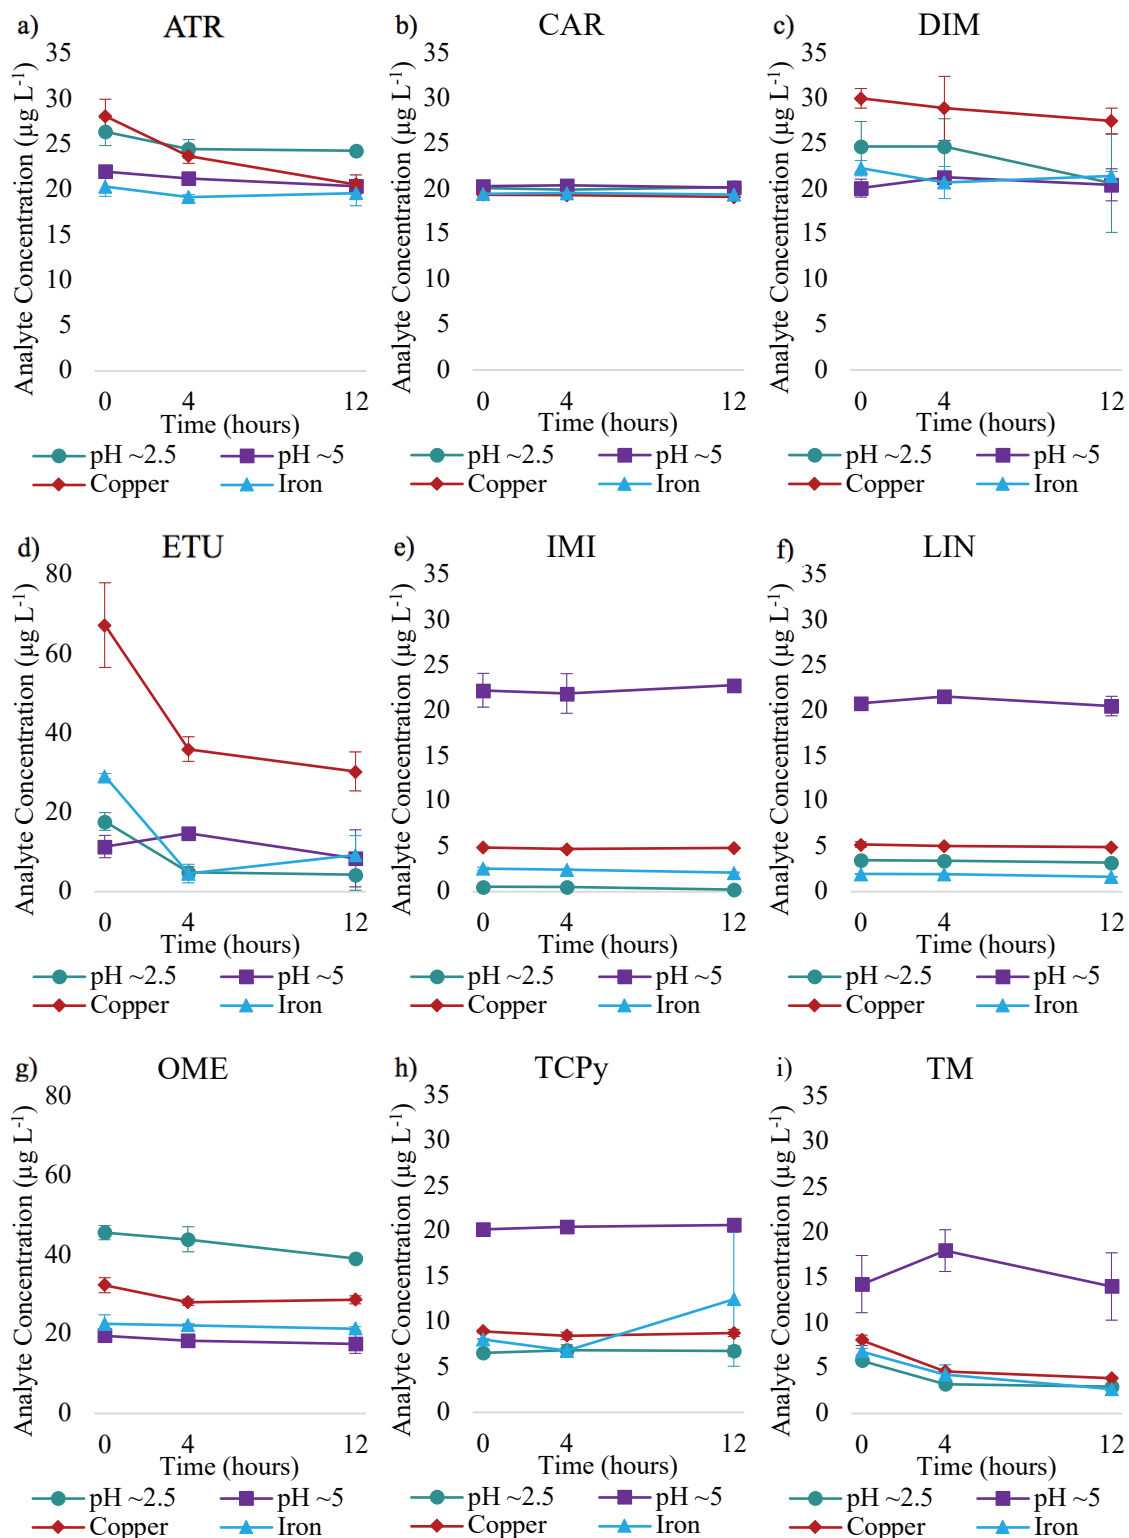 a) ATR b) CAR c) DIM
Analyte Concentration (µg L⁻¹)
35
30
25
20
15
10
5
0
0 4 12
Time (hours)
pH ~2.5 pH ~5
Copper Iron
Analyte Concentration (µg L⁻¹)
35
30
25
20
15
10
5
0
0 4 12
Time (hours)
pH ~2.5 pH ~5
Copper Iron
Analyte Concentration (µg L⁻¹)
35
30
25
20
15
10
5
0
0 4 12
Time (hours)
pH ~2.5 pH ~5
Copper Iron
d) ETU e) IMI f) LIN
Analyte Concentration (µg L⁻¹)
80
60
40
20
0
0 4 12
Time (hours)
pH ~2.5 pH ~5
Copper Iron
Analyte Concentration (µg L⁻¹)
35
30
25
20
15
10
5
0
0 4 12
Time (hours)
pH ~2.5 pH ~5
Copper Iron
Analyte Concentration (µg L⁻¹)
35
30
25
20
15
10
5
0
0 4 12
Time (hours)
pH ~2.5 pH ~5
Copper Iron
g) OME h) TCPy i) TM
Analyte Concentration (µg L⁻¹)
80
60
40
20
0
0 4 12
Time (hours)
pH ~2.5 pH ~5
Copper Iron
Analyte Concentration (µg L⁻¹)
35
30
25
20
15
10
5
0
0 4 12
Time (hours)
pH ~2.5 pH ~5
Copper Iron
Analyte Concentration (µg L⁻¹)
35
30
25
20
15
10
5
0
0 4 12
Time (hours)
pH ~2.5 pH ~5
Copper Iron